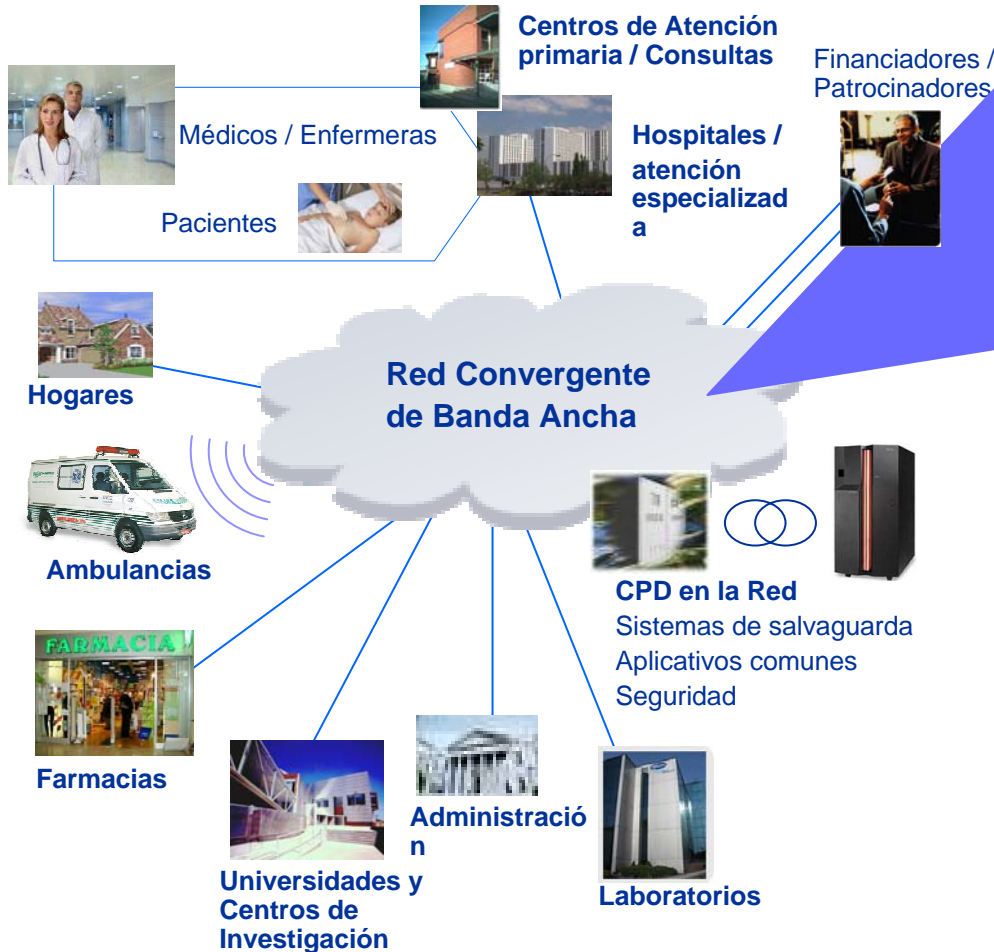 Centros de Atención
primaria / Consultas
Financiadores /
Patrocinadores
Médicos / Enfermeras
Hospitales /
atención
especializad
a
Pacientes
Red Convergente
de Banda Ancha
Hogares
Ambulancias
CPD en la Red
Sistemas de salvaguarda
Aplicativos comunes
Seguridad
FARMACIA
Farmacias
Administració
n
Universidades y
Centros de
Investigación
Laboratorios